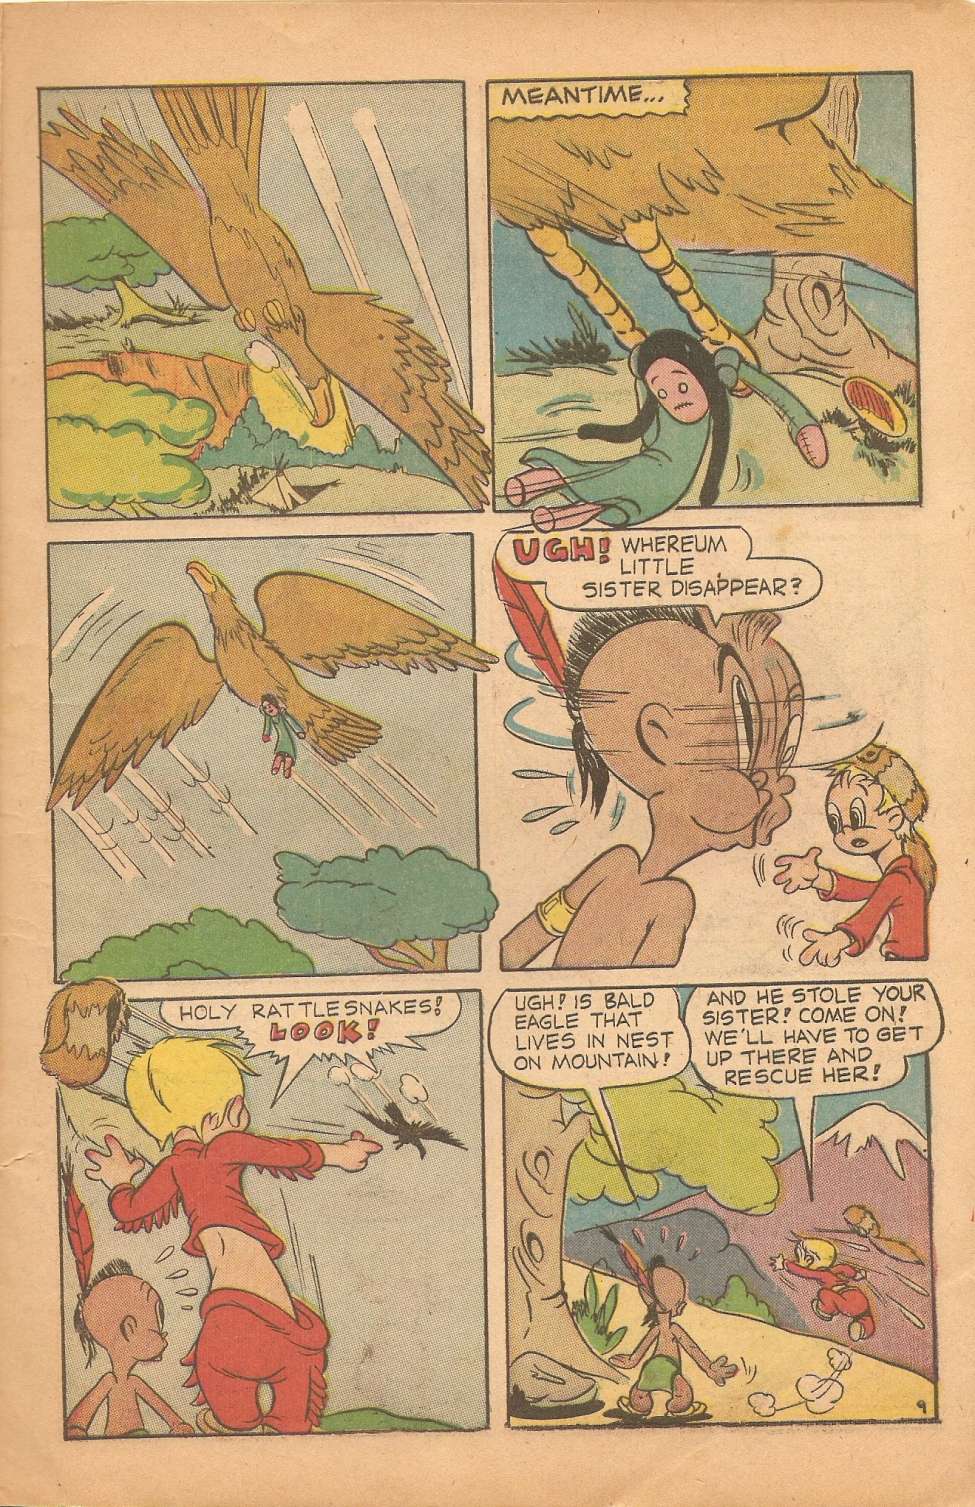 MEANTIME...
UGH! WHEREUM
LITTLE
SISTER DISAPPEAR?
HOLY RATTLESNAKES!
LOOK!
UGH! IS BALD
EAGLE THAT
LIVES IN NEST
ON MOUNTAIN!
AND HE STOLE YOUR
SISTER! COME ON!
WE'LL HAVE TO GET
UP THERE AND
RESCUE HER!
9